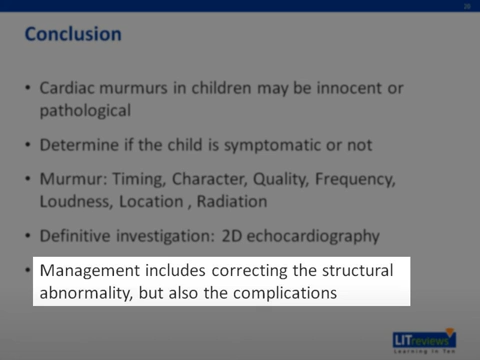 39
Conclusion
• Cardiac murmurs in children may be innocent or
pathological
• Determine if the child is symptomatic or not
• Murmur: Timing, Character, Quality, Frequency,
Loudness, Location , Radiation
• Definitive investigation: 2D echocardiography
• Management includes correcting the structural
abnormality, but also the complications
LITreviews
Learning In Ten